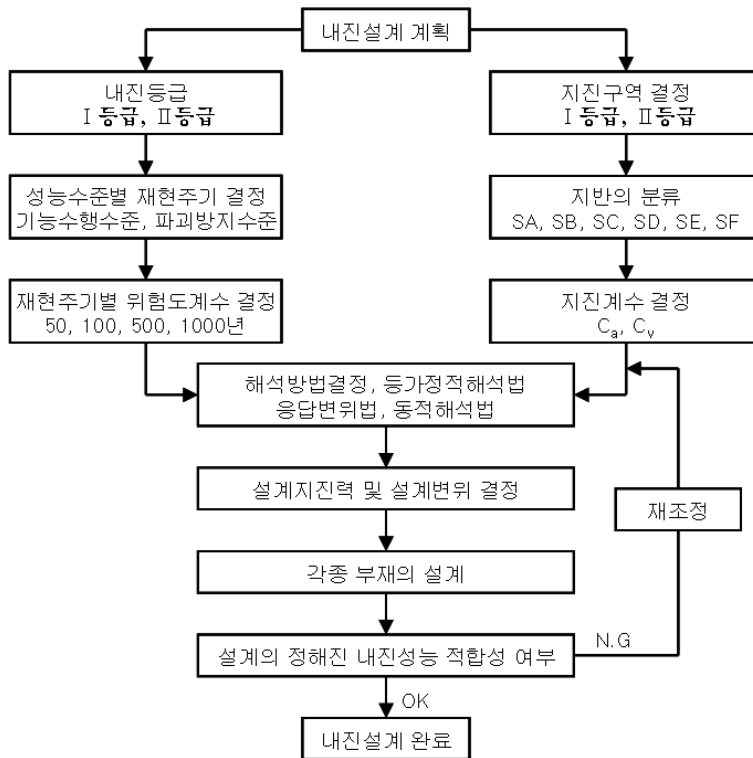 내진설계 계획
내진등급
Ⅰ 등급, Ⅱ등급
지진구역 결정
Ⅰ 등급, Ⅱ등급
성능수준별 재현주기 결정
기능수행수준, 파괴방지수준
지반의 분류
SA, SB, SC, SD, SE, SF
재현주기별 위험도계수 결정
50, 100, 500, 1000년
지진계수 결정
Ca, Cv
해석방법결정, 등가정적해석법
응답변위법, 동적해석법
설계지진력 및 설계변위 결정
재조정
각종 부재의 설계
설계의 정해진 내진성능 적합성 여부
N.G
OK
내진설계 완료